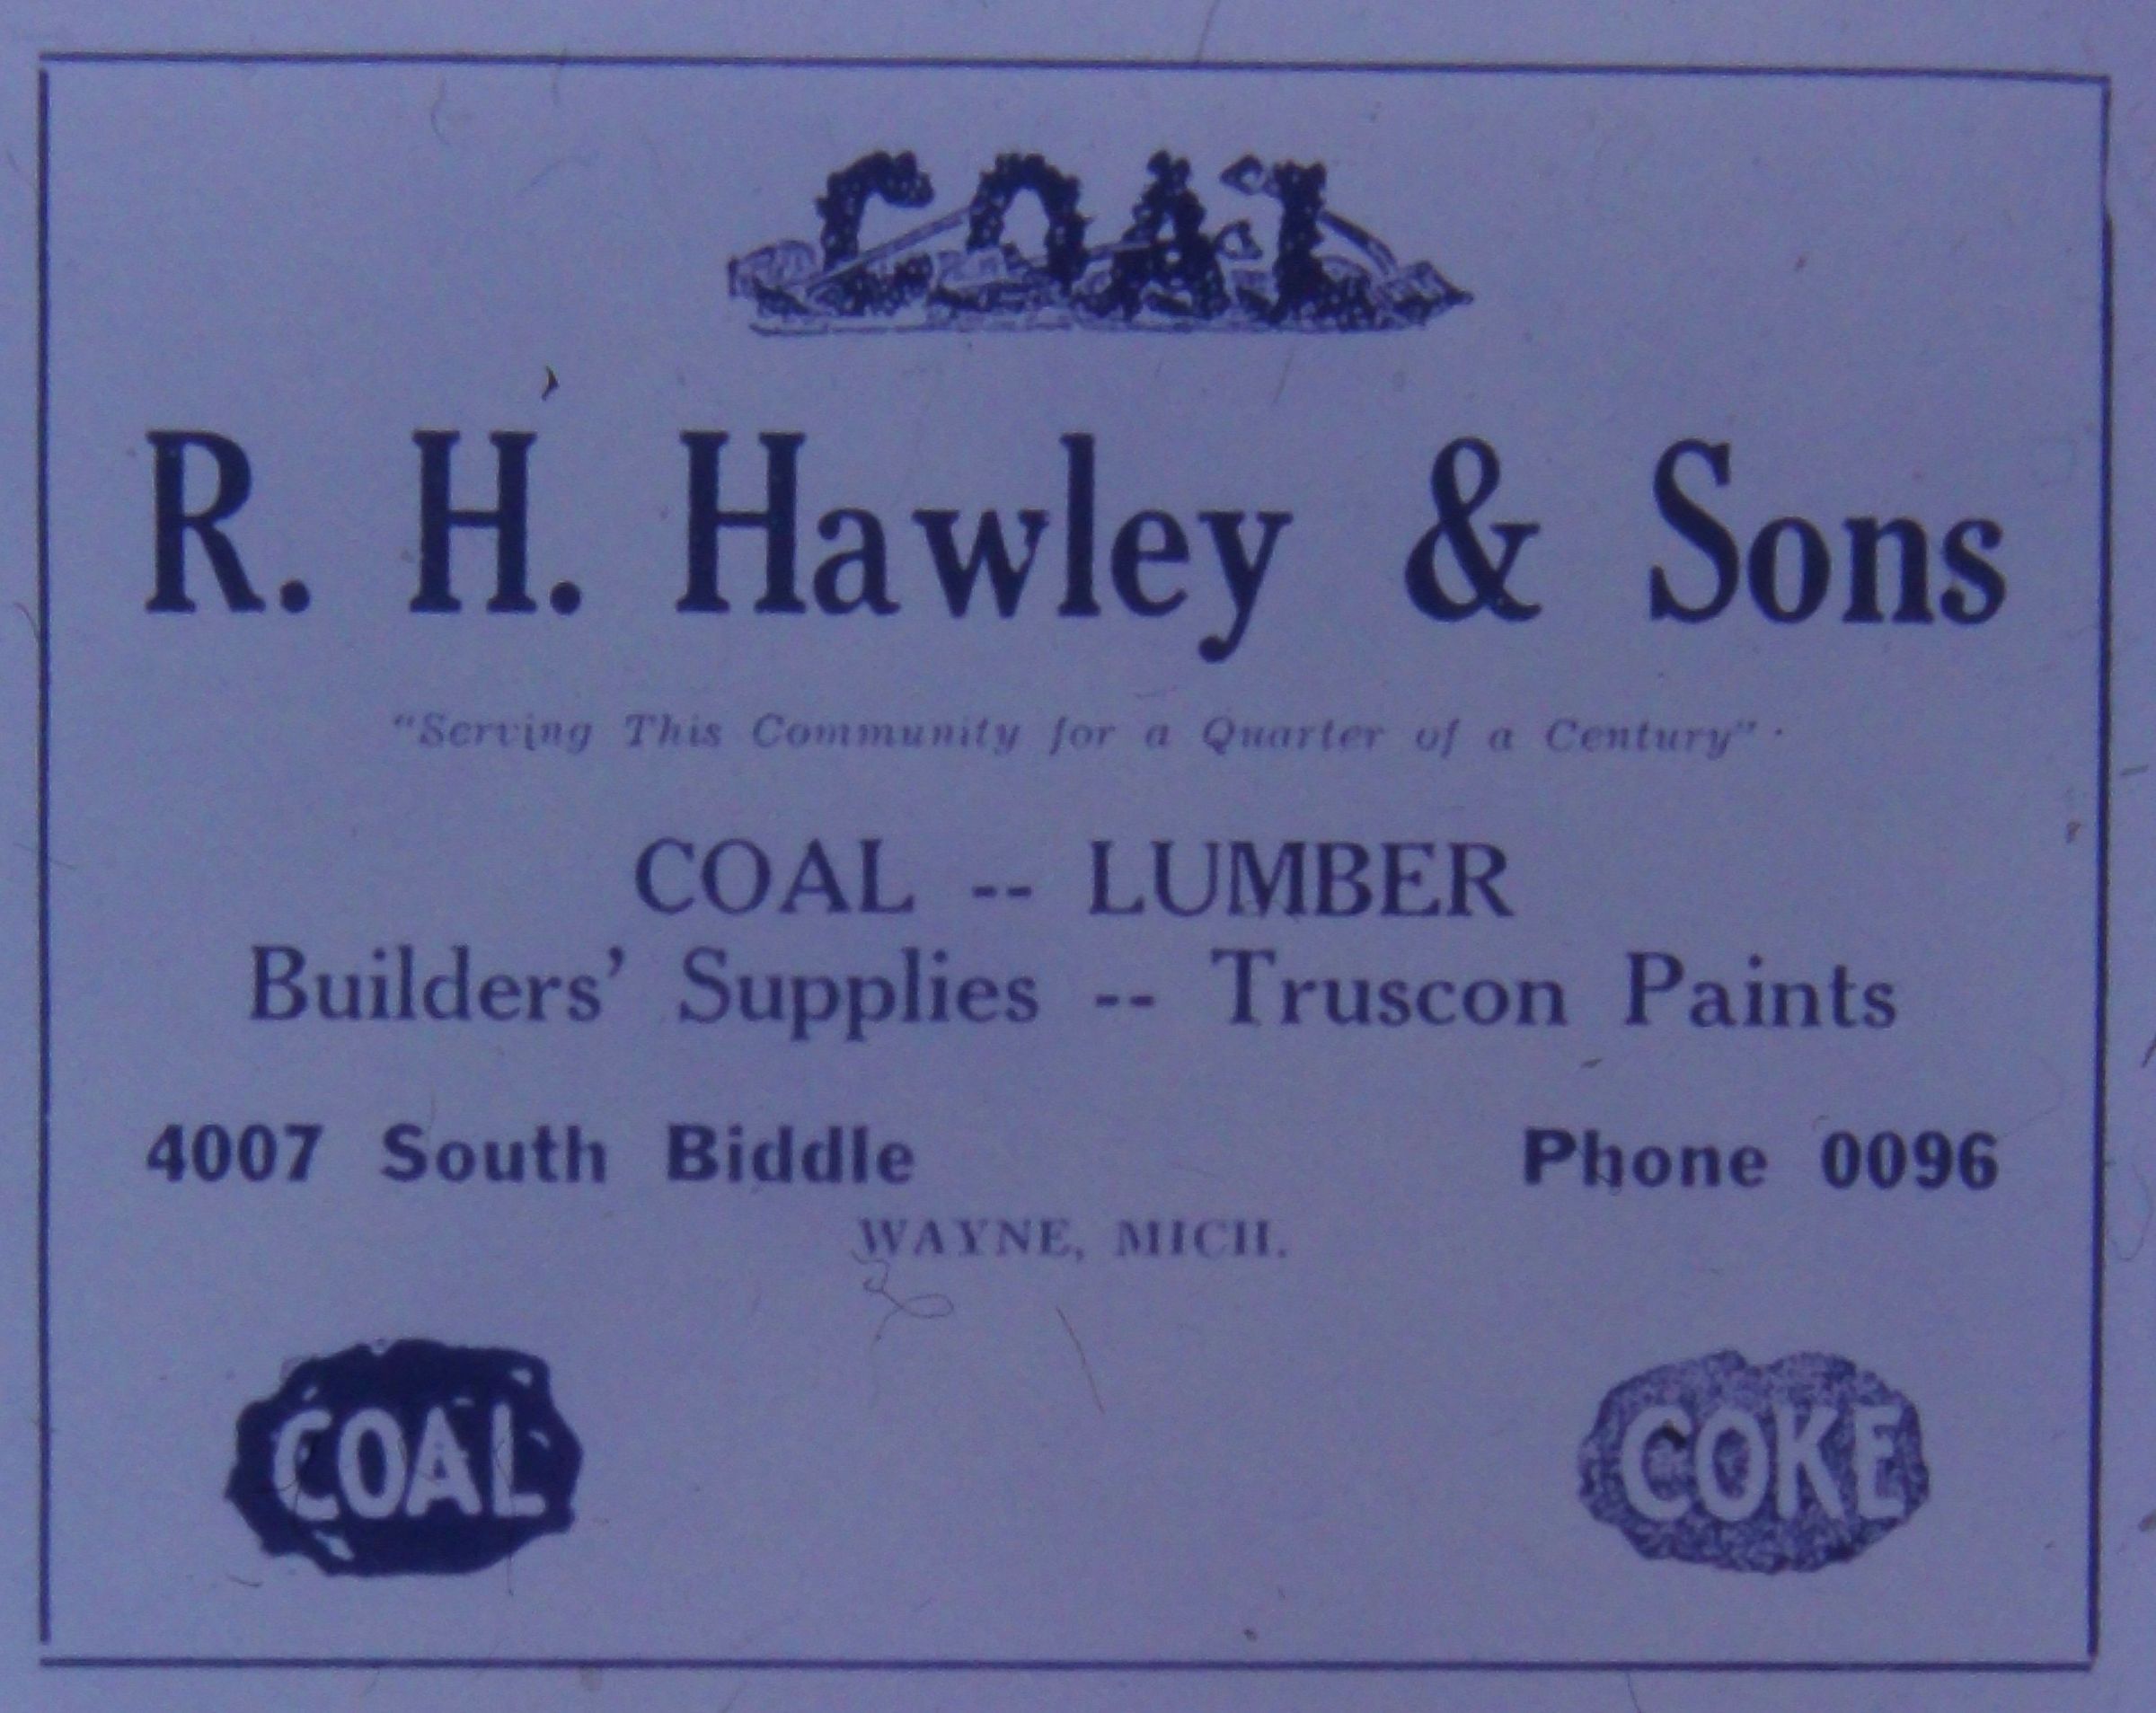 COAL
R. H. Hawley & Sons
"Serving This Community for a Quarter of a Century"
COAL -- LUMBER
Builders' Supplies -- Truscon Paints
4007 South Biddle Phone 0096
WAYNE, MICH.
COAL COKE